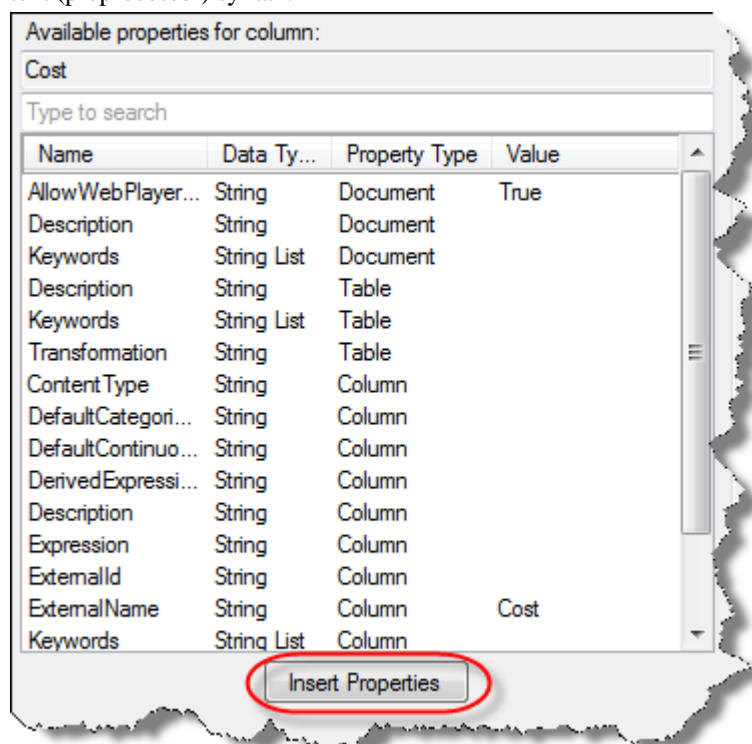 Available properties for column:
Cost
Type to search
Name Data Ty... Property Type Value
AllowWebPlayer... String Document True
Description String Document
Keywords String List Document
Description String Table
Keywords String List Table
Transformation String Table
ContentType String Column
DefaultCategori... String Column
DefaultContinuo... String Column
DerivedExpressi... String Column
Description String Column
Expression String Column
ExternalId String Column
ExternalName String Column Cost
Keywords String List Column
Insert Properties